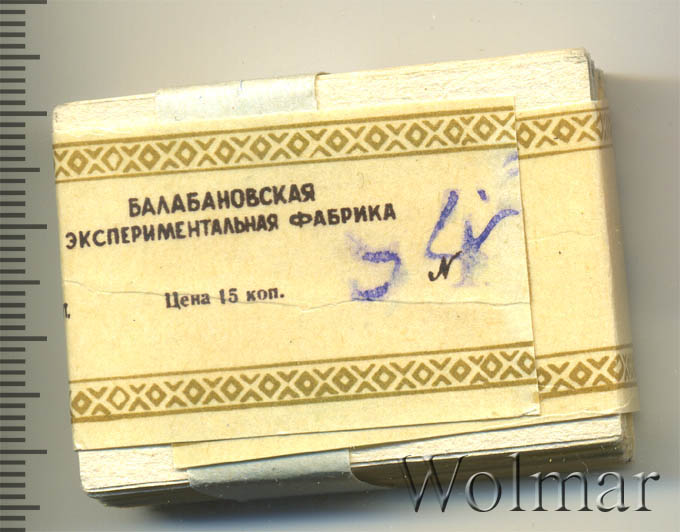 БАЛАБАНОВСКАЯ
ЭКСПЕРИМЕНТАЛЬНАЯ ФАБРИКА
N
Цена 15 коп.
Wolmar